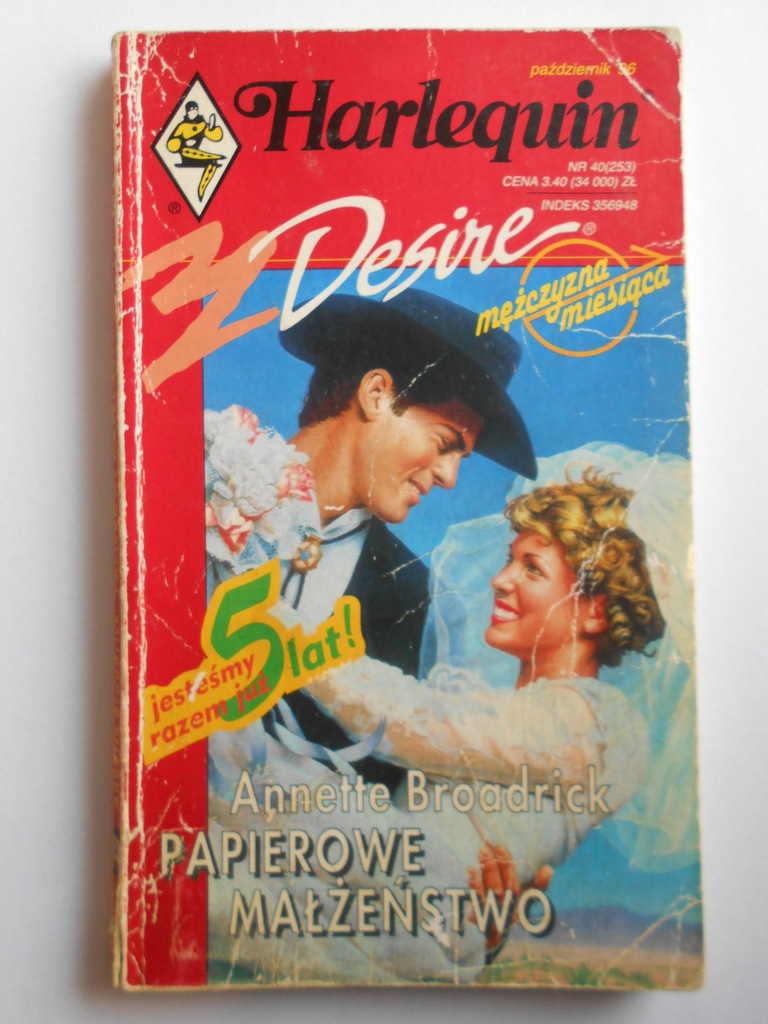 październik '96
Harlequin
NR 40(253)
CENA 3.40 (34 000) ZŁ
INDEKS 356948
®
Desire®
mężczyzna
miesiąca
jesteśmy
razem już
5 lat!
Annette Broadrick
PAPIEROWE
MAŁŻEŃSTWO